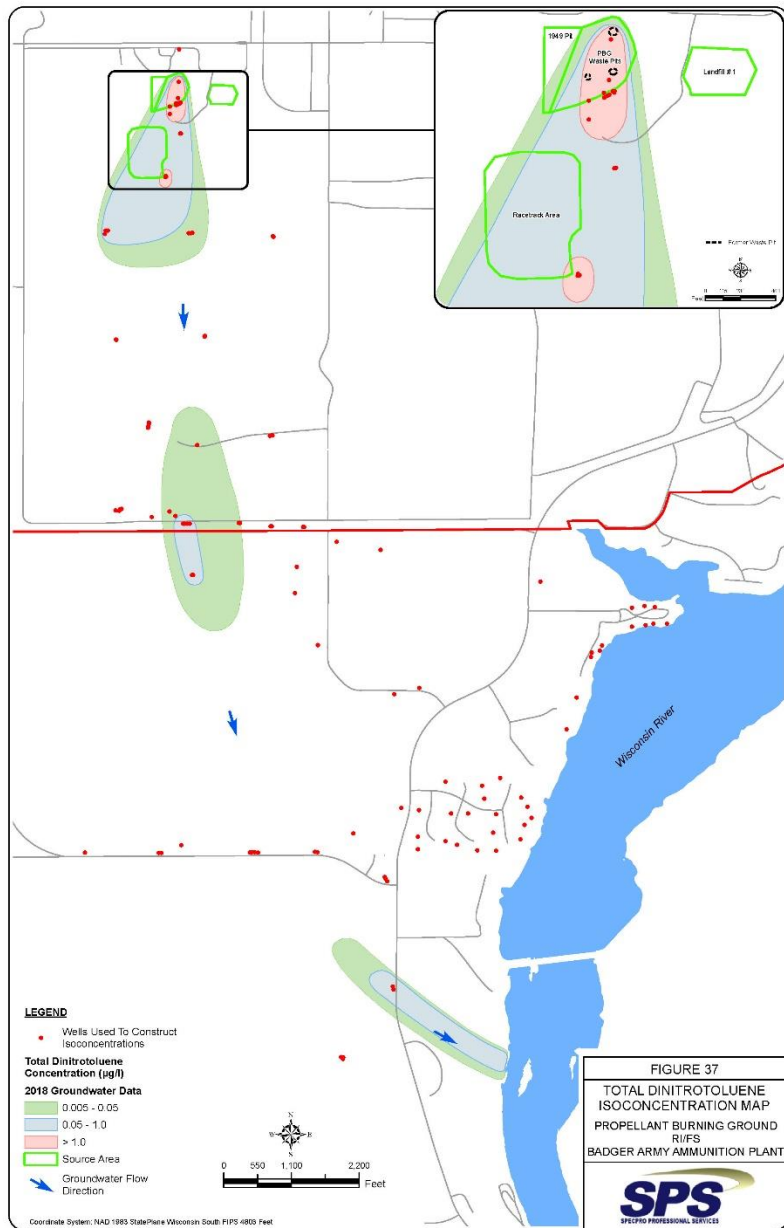 1949 Pit
PBG
Waste Pits
Landfill # 1
Racetrack Area
Former Waste Pit
N
W E
S
Feet
Wisconsin River
LEGEND
Wells Used To Construct
Isoconcentrations
Total Dinitrotoluene
Concentration (µg/l)
2018 Groundwater Data
0.005 - 0.05
0.05 - 1.0
> 1.0
Source Area
Groundwater Flow
Direction
N
W E
S
0 550 1,100 2,200
Feet
Coordinate System: NAD 1983 StatePlane Wisconsin South FIPS 4803 Feet
FIGURE 37
TOTAL DINITROTOLUENE
ISOCONCENTRATION MAP
PROPELLANT BURNING GROUND
RI/FS
BADGER ARMY AMMUNITION PLANT
SPS
SPECPRO PROFESSIONAL SERVICES